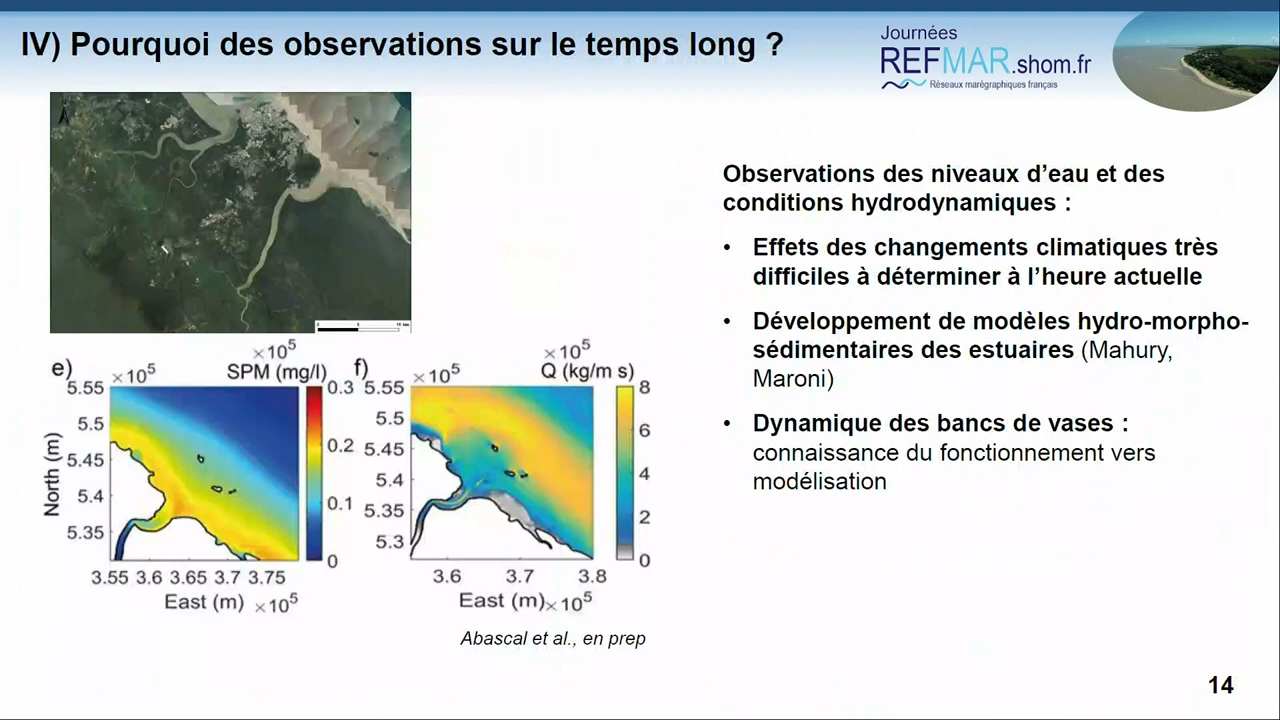 IV) Pourquoi des observations sur le temps long ?
Journées
REFMAR.shom.fr
Réseaux marégraphiques français
Observations des niveaux d'eau et des
conditions hydrodynamiques :
• Effets des changements climatiques très
difficiles à déterminer à l'heure actuelle
• Développement de modèles hydro-morpho-
sédimentaires des estuaires (Mahury,
Maroni)
• Dynamique des bancs de vases :
connaissance du fonctionnement vers
modélisation
e)
×10⁵
×10⁵
SPM (mg/l)
0.3
0.2
0.1
0
5.55
5.5
5.45
5.4
5.35
North (m)
3.55 3.6 3.65 3.7 3.75
East (m) ×10⁵
f)
×10⁵
×10⁵
Q (kg/m s)
8
6
4
2
0
5.55
5.5
5.45
5.4
5.35
5.3
3.6 3.7 3.8
East (m)×10⁵
Abascal et al., en prep
14